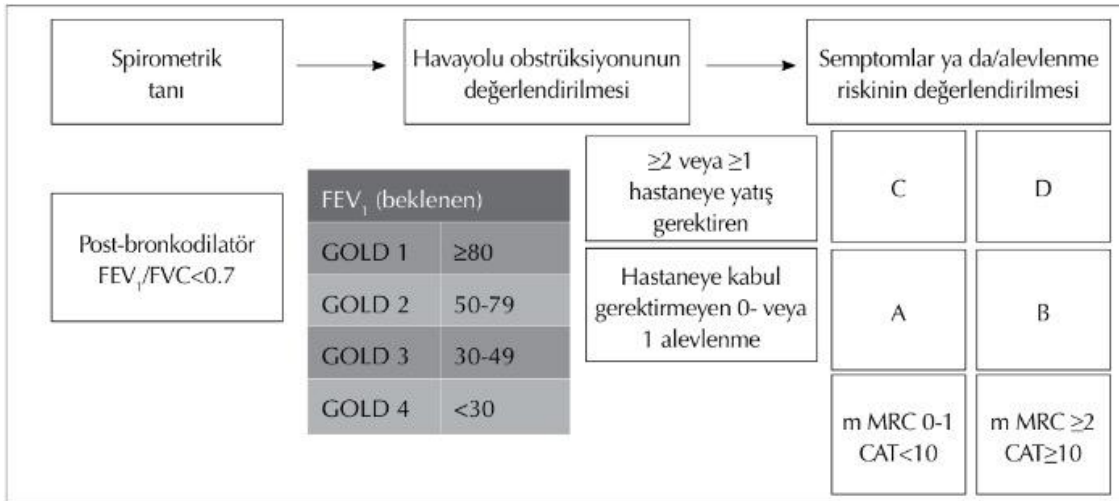 Spirometrik
tanı
Havayolu obstrüksiyonunun
değerlendirilmesi
Semptomlar ya da/alevlenme
riskinin değerlendirilmesi
Post-bronkodilatör
FEV₁/FVC<0.7
FEV₁ (beklenen)
GOLD 1 ≥80
GOLD 2 50-79
GOLD 3 30-49
GOLD 4 <30
≥2 veya ≥1
hastaneye yatış
gerektiren
Hastaneye kabul
gerektirmeyen 0- veya
1 alevlenme
C
D
A
B
m MRC 0-1
CAT<10
m MRC ≥2
CAT≥10